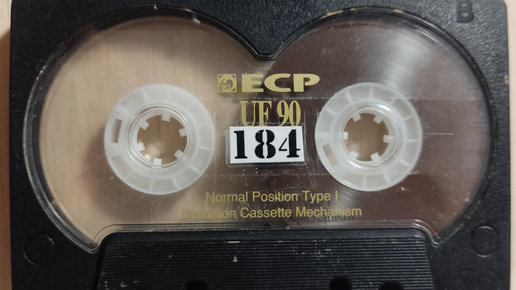 B
ECP
UF 90
184
Normal Position Type I
Precision Cassette Mechanism